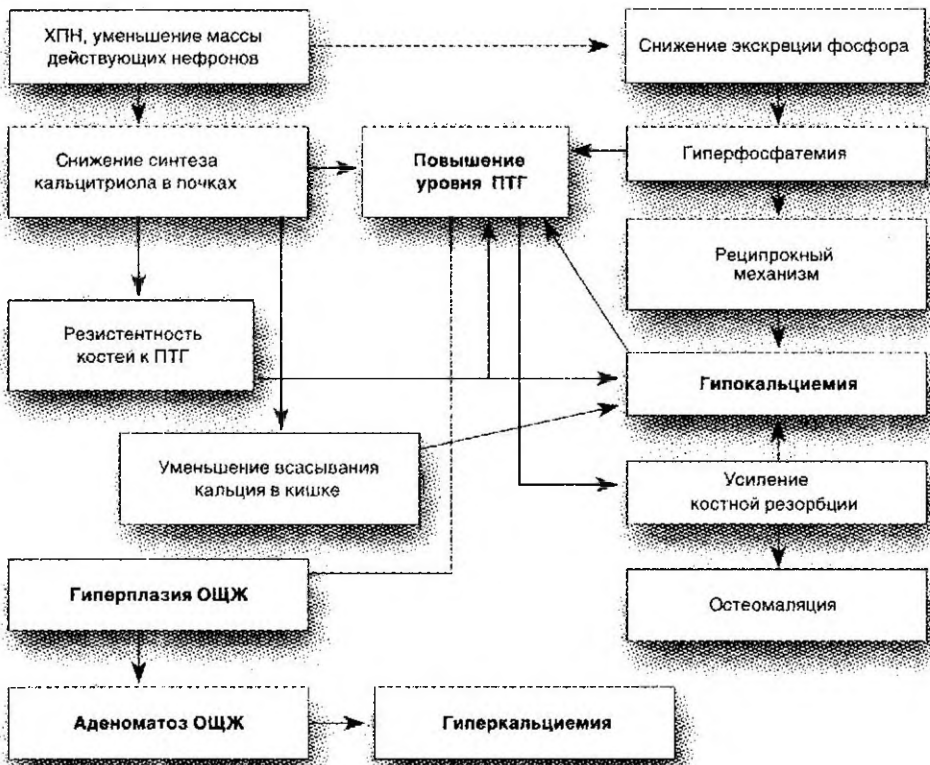 ХПН, уменьшение массы
действующих нефронов
Снижение экскреции фосфора
Снижение синтеза
кальцитриола в почках
Повышение
уровня ПТГ
Гиперфосфатемия
Реципрокный
механизм
Резистентность
костей к ПТГ
Гипокальциемия
Уменьшение всасывания
кальция в кишке
Усиление
костной резорбции
Гиперплазия ОЩЖ
Остеомаляция
Аденоматоз ОЩЖ
Гиперкальциемия